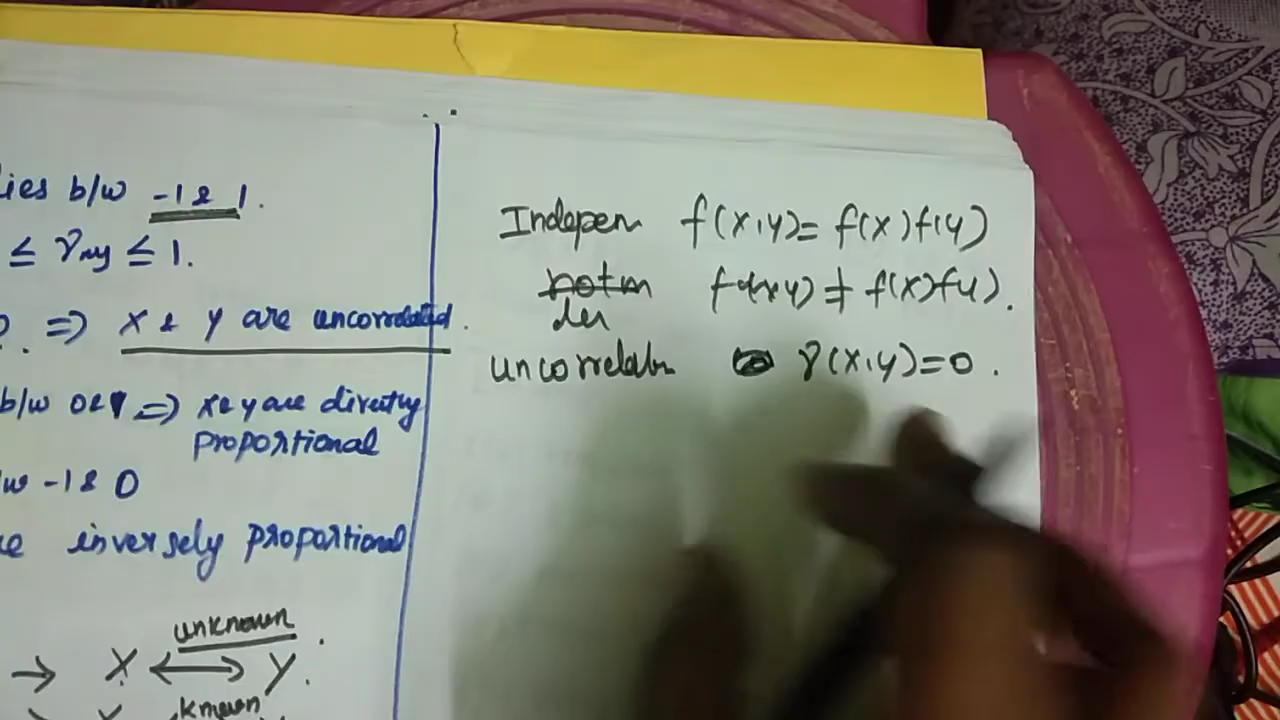 ies b/w -1 & 1.
≤ γxy ≤ 1.
⇒ X & Y are uncorrelated.
b/w 0 & 1 ⇒ x & y are directly
proportional
w -1 & 0
inversely proportional
unknown
→ X ↔ Y.
known
Indepen f(x,y)= f(x)f(y)
f(x,y) ≠ f(x)f(y).
uncorrelatn γ(x,y)=0.